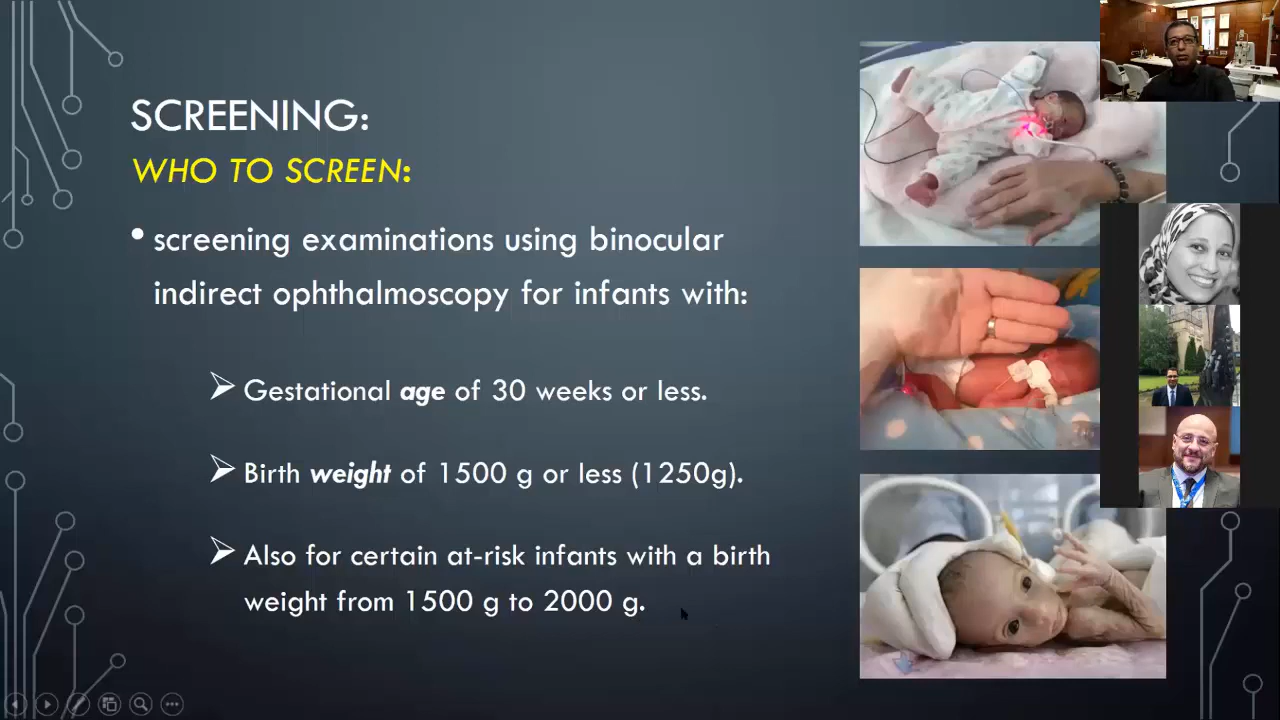 SCREENING:
WHO TO SCREEN:
• screening examinations using binocular
indirect ophthalmoscopy for infants with:
➢ Gestational age of 30 weeks or less.
➢ Birth weight of 1500 g or less (1250g).
➢ Also for certain at-risk infants with a birth
weight from 1500 g to 2000 g.